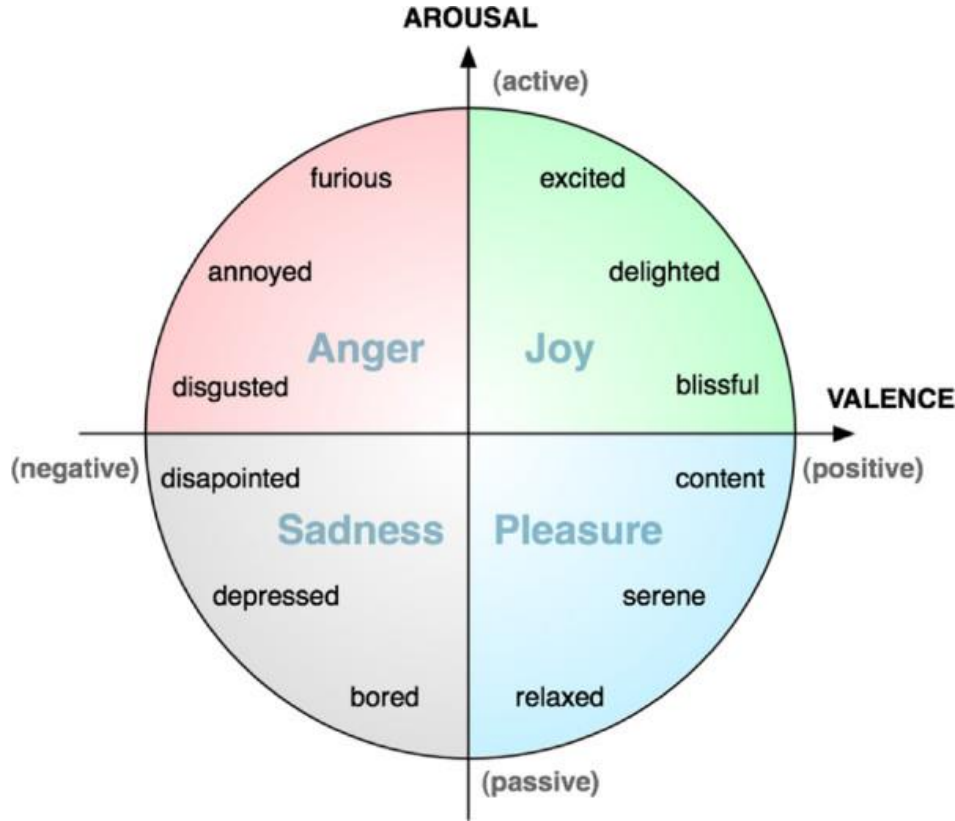 AROUSAL
(active)
furious
excited
annoyed
delighted
Anger
Joy
disgusted
blissful
VALENCE
(negative)
disapointed
content
(positive)
Sadness
Pleasure
depressed
serene
bored
relaxed
(passive)